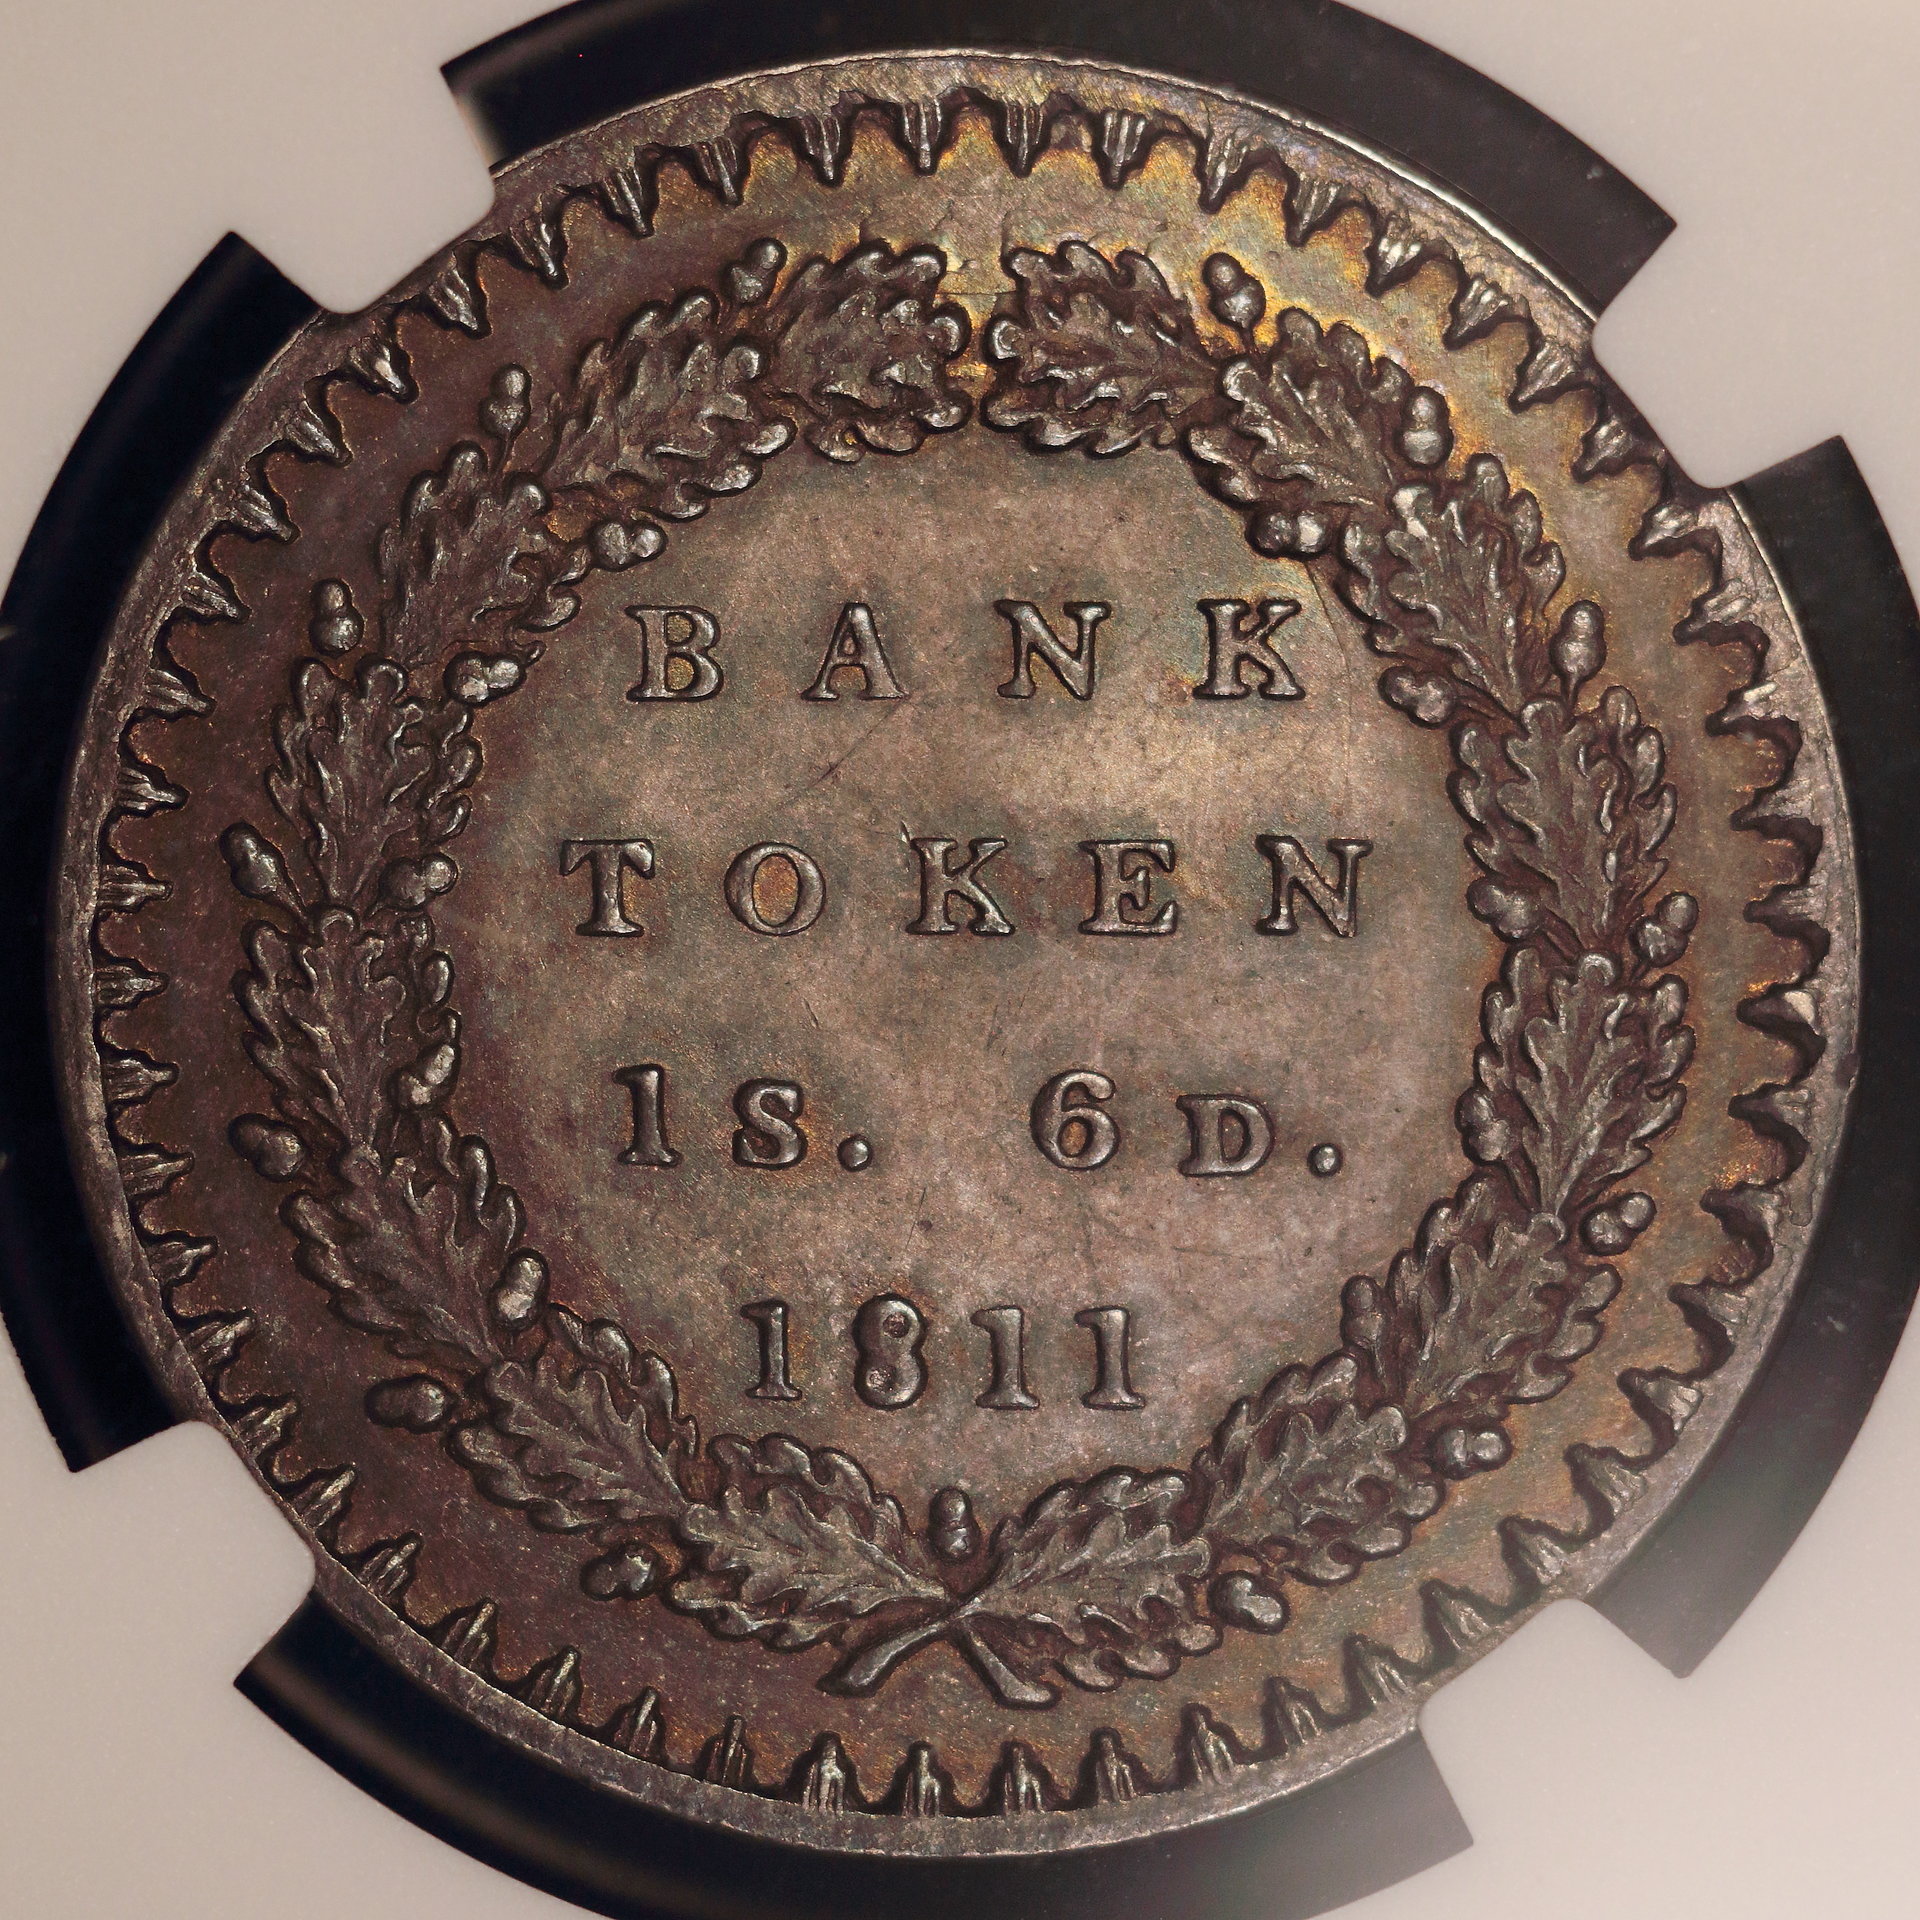 BANK
TOKEN
1S. 6D.
1811